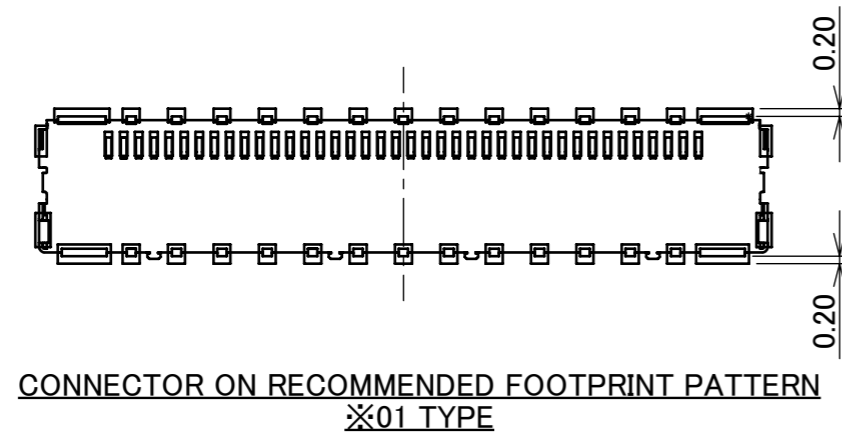 0.20
0.20
CONNECTOR ON RECOMMENDED FOOTPRINT PATTERN
※01 TYPE